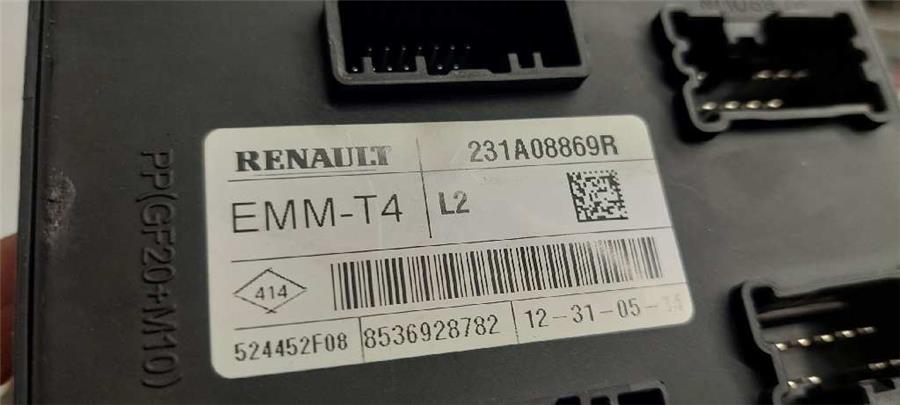 RENAULT 231A08869R
EMM-T4 L2
414
524452F08 8536928782 12-31-05-14
PP(GF20+M10)